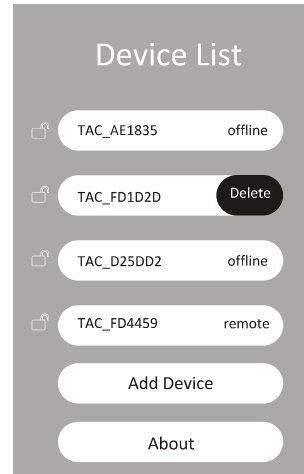 Device List
TAC_AE1835 offline
TAC_FD1D2D Delete
TAC_D25DD2 offline
TAC_FD4459 remote
Add Device
About